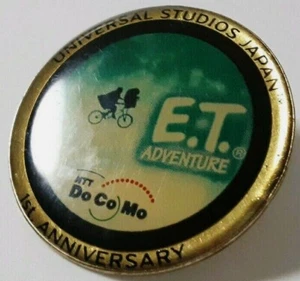 UNIVERSAL STUDIOS JAPAN
E.T.®
ADVENTURE
NTT
DoCoMo
1st ANNIVERSARY